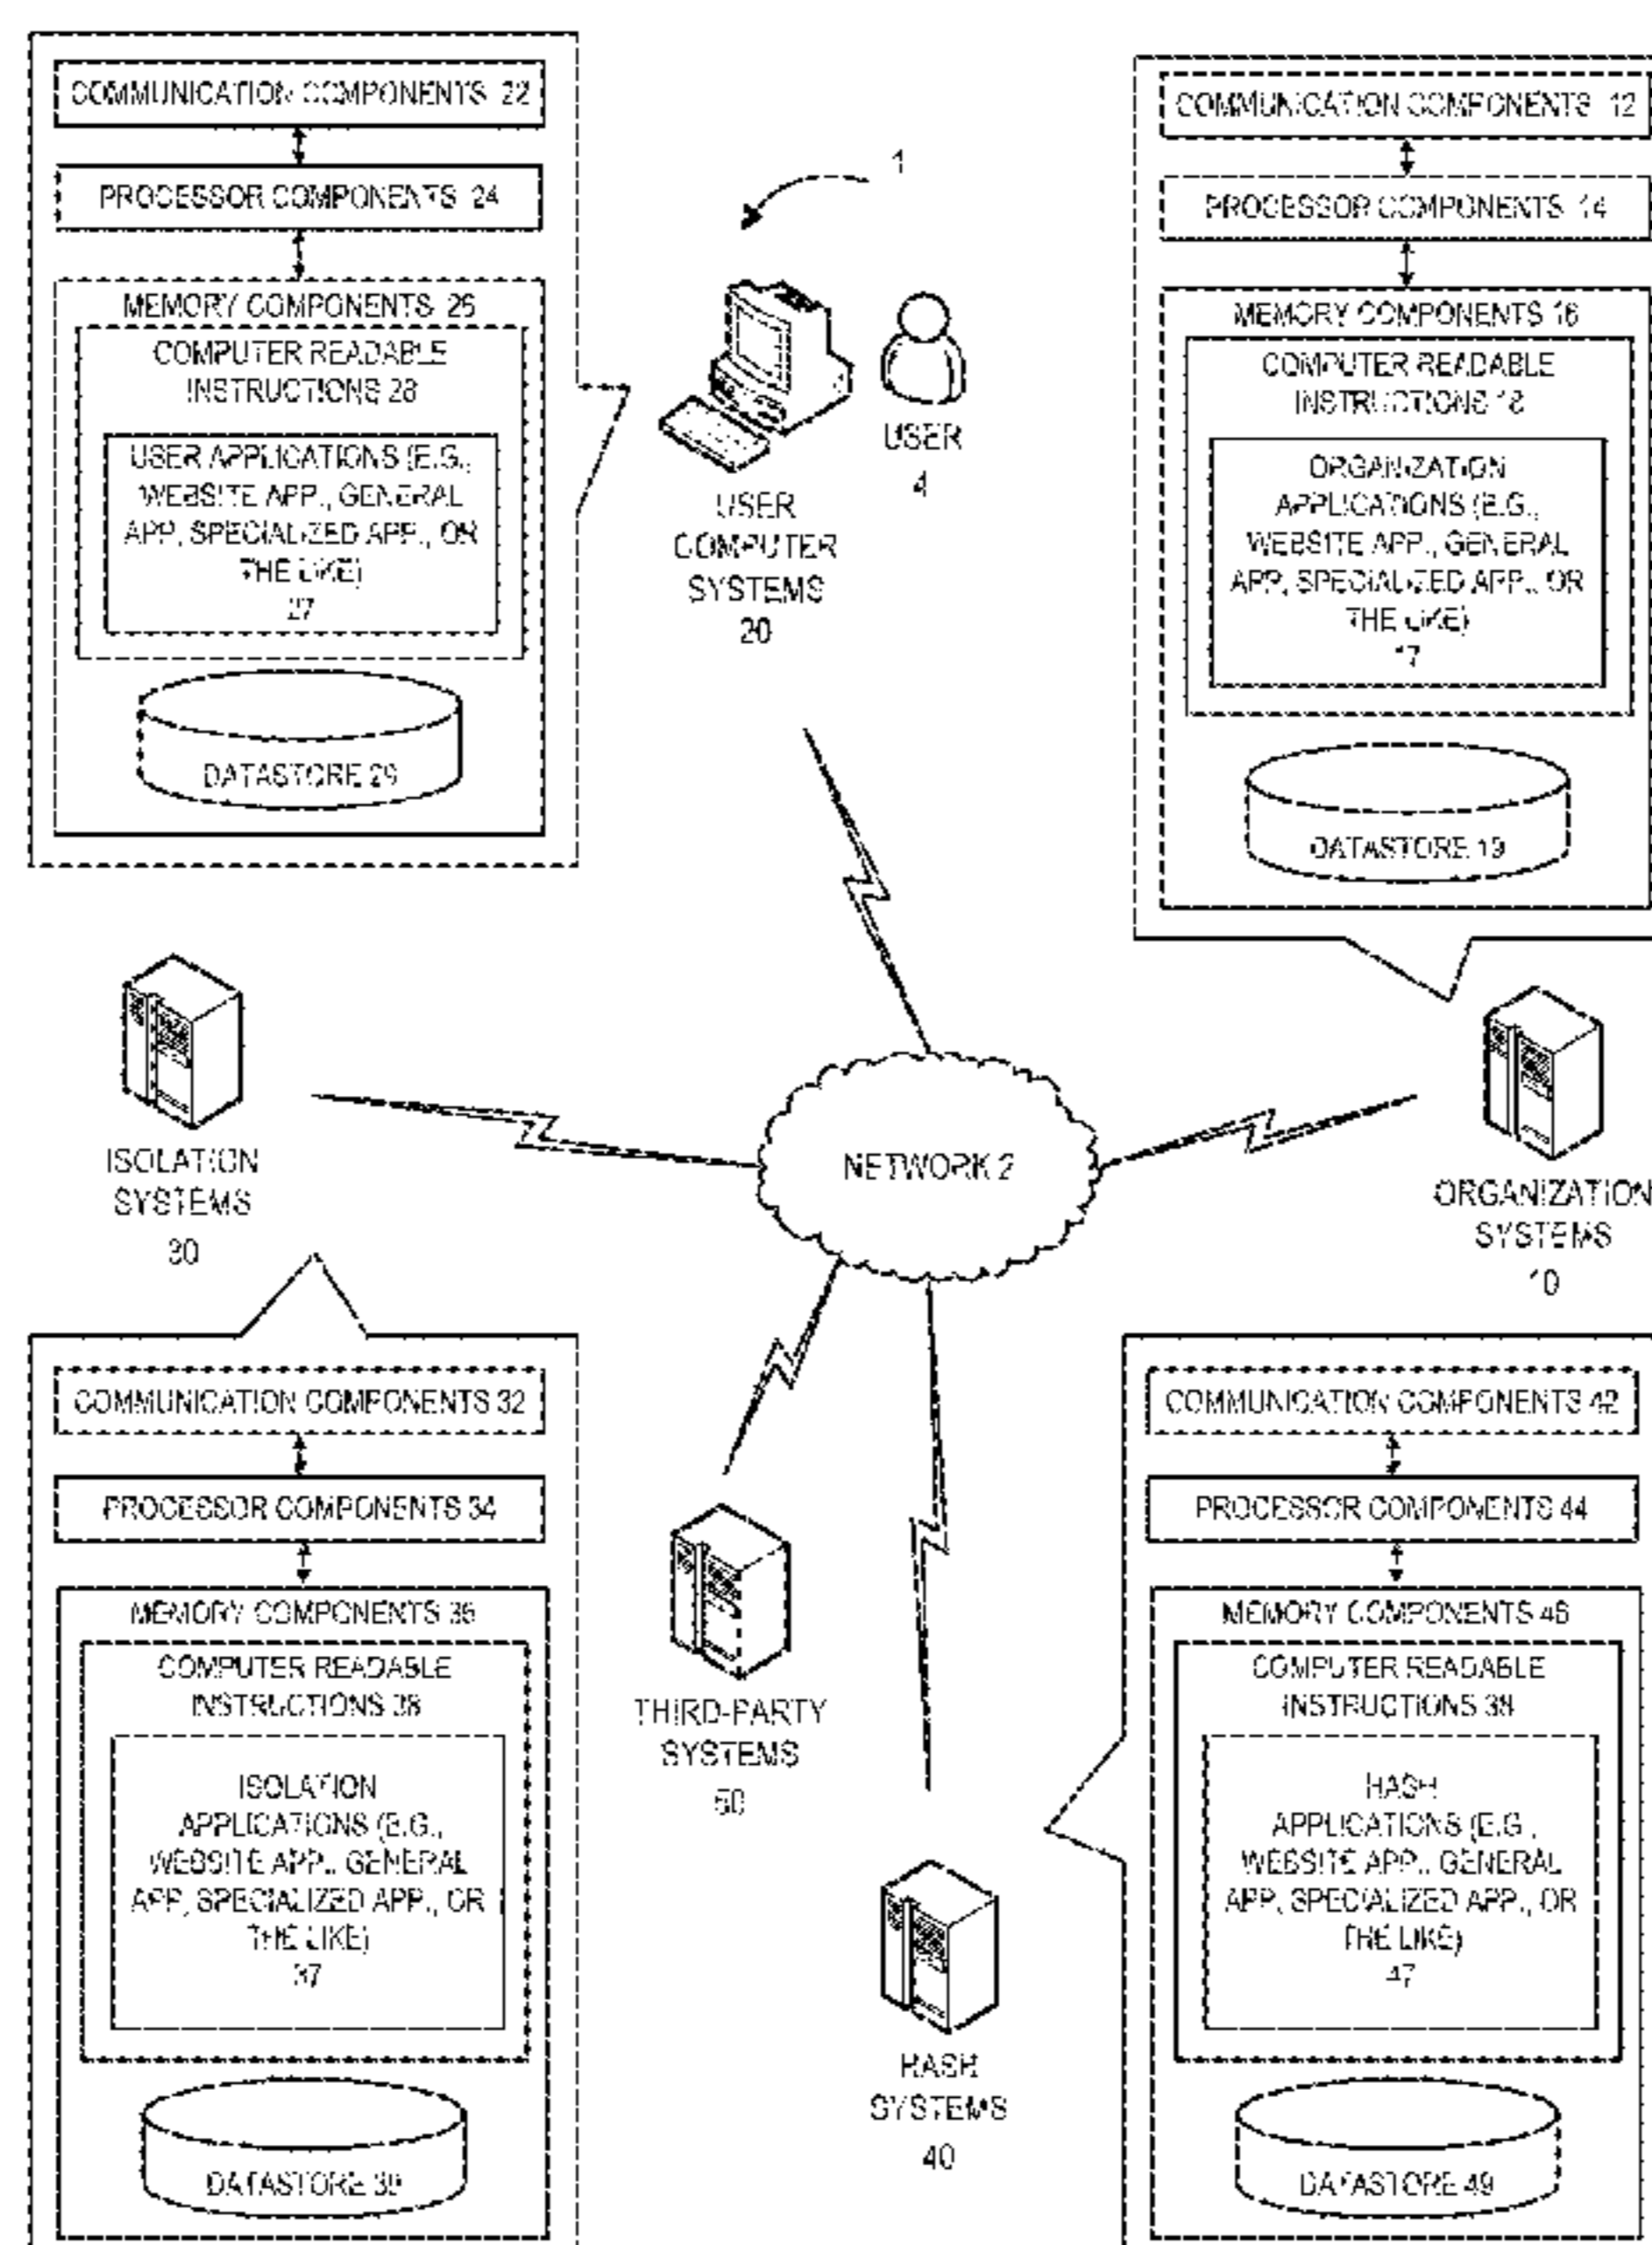 COMMUNICATION COMPONENTS 22
PROCESSOR COMPONENTS 24
MEMORY COMPONENTS 26
COMPUTER READABLE
INSTRUCTIONS 28
USER APPLICATIONS (E.G.,
WEBSITE APP., GENERAL
APP, SPECIALIZED APP., OR
THE LIKE)
27
DATASTORE 29
1
USER
4
USER
COMPUTER
SYSTEMS
20
COMMUNICATION COMPONENTS 12
PROCESSOR COMPONENTS 14
MEMORY COMPONENTS 16
COMPUTER READABLE
INSTRUCTIONS 18
ORGANIZATION
APPLICATIONS (E.G.,
WEBSITE APP., GENERAL
APP, SPECIALIZED APP., OR
THE LIKE)
17
DATASTORE 19
ISOLATION
SYSTEMS
30
NETWORK 2
ORGANIZATION
SYSTEMS
10
COMMUNICATION COMPONENTS 32
PROCESSOR COMPONENTS 34
MEMORY COMPONENTS 36
COMPUTER READABLE
INSTRUCTIONS 38
ISOLATION
APPLICATIONS (E.G.,
WEBSITE APP., GENERAL
APP, SPECIALIZED APP., OR
THE LIKE)
37
DATASTORE 39
THIRD-PARTY
SYSTEMS
50
HASH
SYSTEMS
40
COMMUNICATION COMPONENTS 42
PROCESSOR COMPONENTS 44
MEMORY COMPONENTS 46
COMPUTER READABLE
INSTRUCTIONS 38
HASH
APPLICATIONS (E.G.,
WEBSITE APP., GENERAL
APP, SPECIALIZED APP., OR
THE LIKE)
47
DATASTORE 49